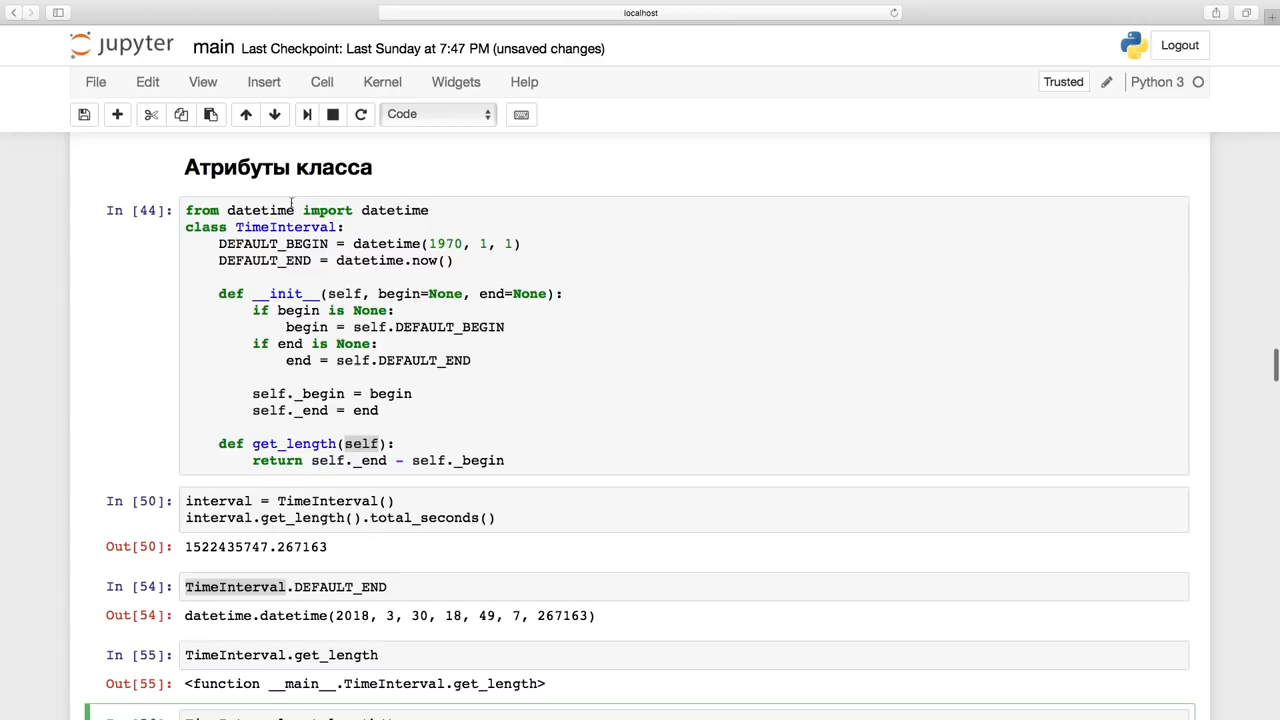 localhost
jupyter main Last Checkpoint: Last Sunday at 7:47 PM (unsaved changes) Logout
File Edit View Insert Cell Kernel Widgets Help Trusted Python 3
Code
Атрибуты класса
In [44]: from datetime import datetime
class TimeInterval:
    DEFAULT_BEGIN = datetime(1970, 1, 1)
    DEFAULT_END = datetime.now()
    def __init__(self, begin=None, end=None):
        if begin is None:
            begin = self.DEFAULT_BEGIN
        if end is None:
            end = self.DEFAULT_END
        self._begin = begin
        self._end = end
    def get_length(self):
        return self._end - self._begin
In [50]: interval = TimeInterval()
interval.get_length().total_seconds()
Out[50]: 1522435747.267163
In [54]: TimeInterval.DEFAULT_END
Out[54]: datetime.datetime(2018, 3, 30, 18, 49, 7, 267163)
In [55]: TimeInterval.get_length
Out[55]: <function __main__.TimeInterval.get_length>